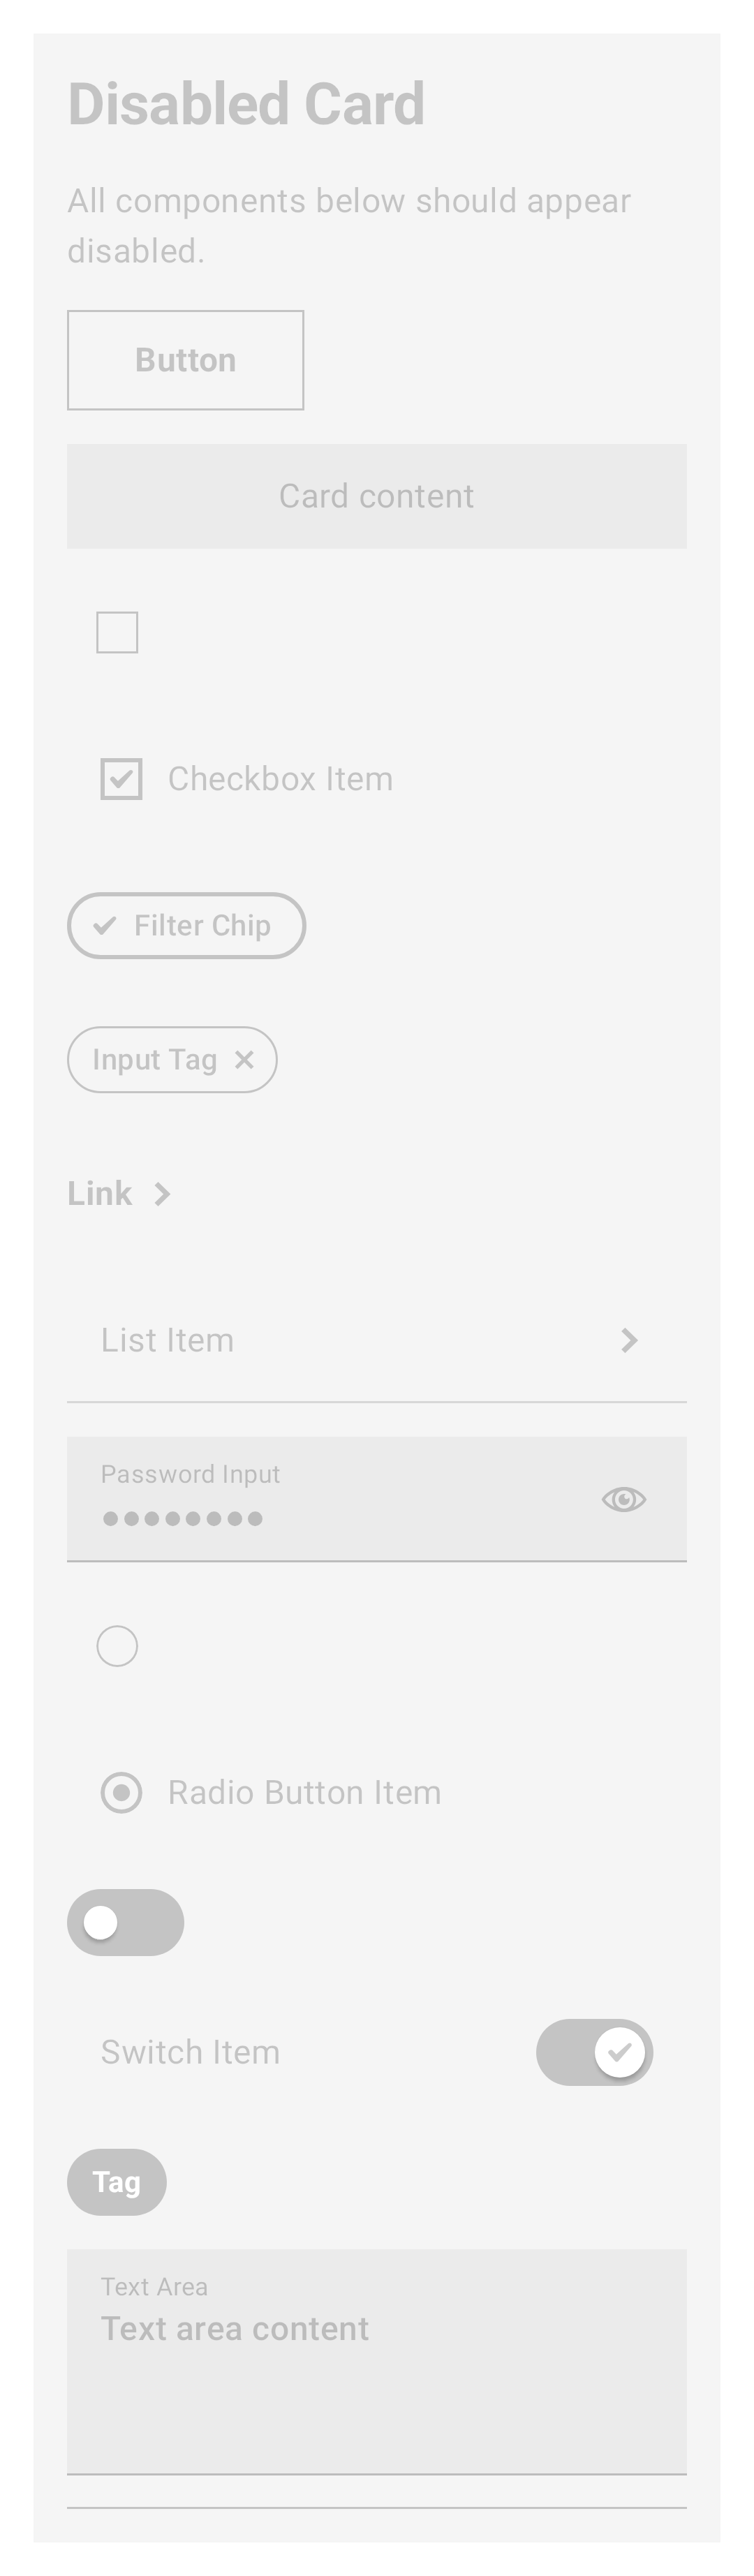 Disabled Card
All components below should appear
disabled.
Button
Card content
Checkbox Item
Filter Chip
Input Tag
Link
List Item
Password Input
••••••••
Radio Button Item
Switch Item
Tag
Text Area
Text area content